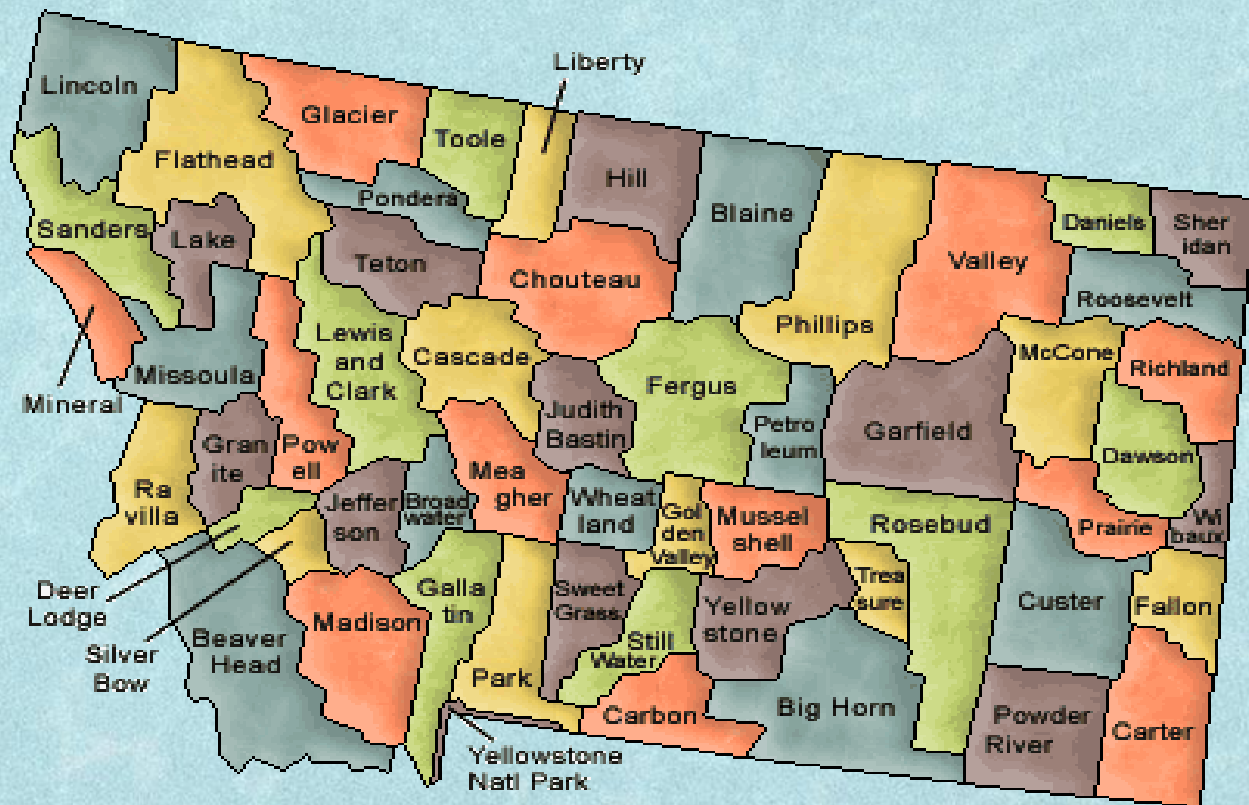 Liberty
Lincoln
Glacier
Toole
Flathead
Hill
Pondera
Blaine
Daniels
Sher
idan
Sanders
Lake
Teton
Chouteau
Valley
Roosevelt
Phillips
Lewis
and
Clark
Cascade
McCone
Richland
Missoula
Mineral
Fergus
Judith
Bastin
Petro
leum
Garfield
Gran
ite
Pow
ell
Mea
gher
Dawson
Ra
villa
Jeffer
son
Broad
water
Wheat
land
Gol
den
Valley
Mussel
shell
Rosebud
Prairie
Wi
baux
Deer
Lodge
Silver
Bow
Beaver
Head
Madison
Galla
tin
Sweet
Grass
Still
Water
Yellow
stone
Trea
sure
Custer
Fallon
Park
Carbon
Big Horn
Powder
River
Carter
Yellowstone
Natl Park